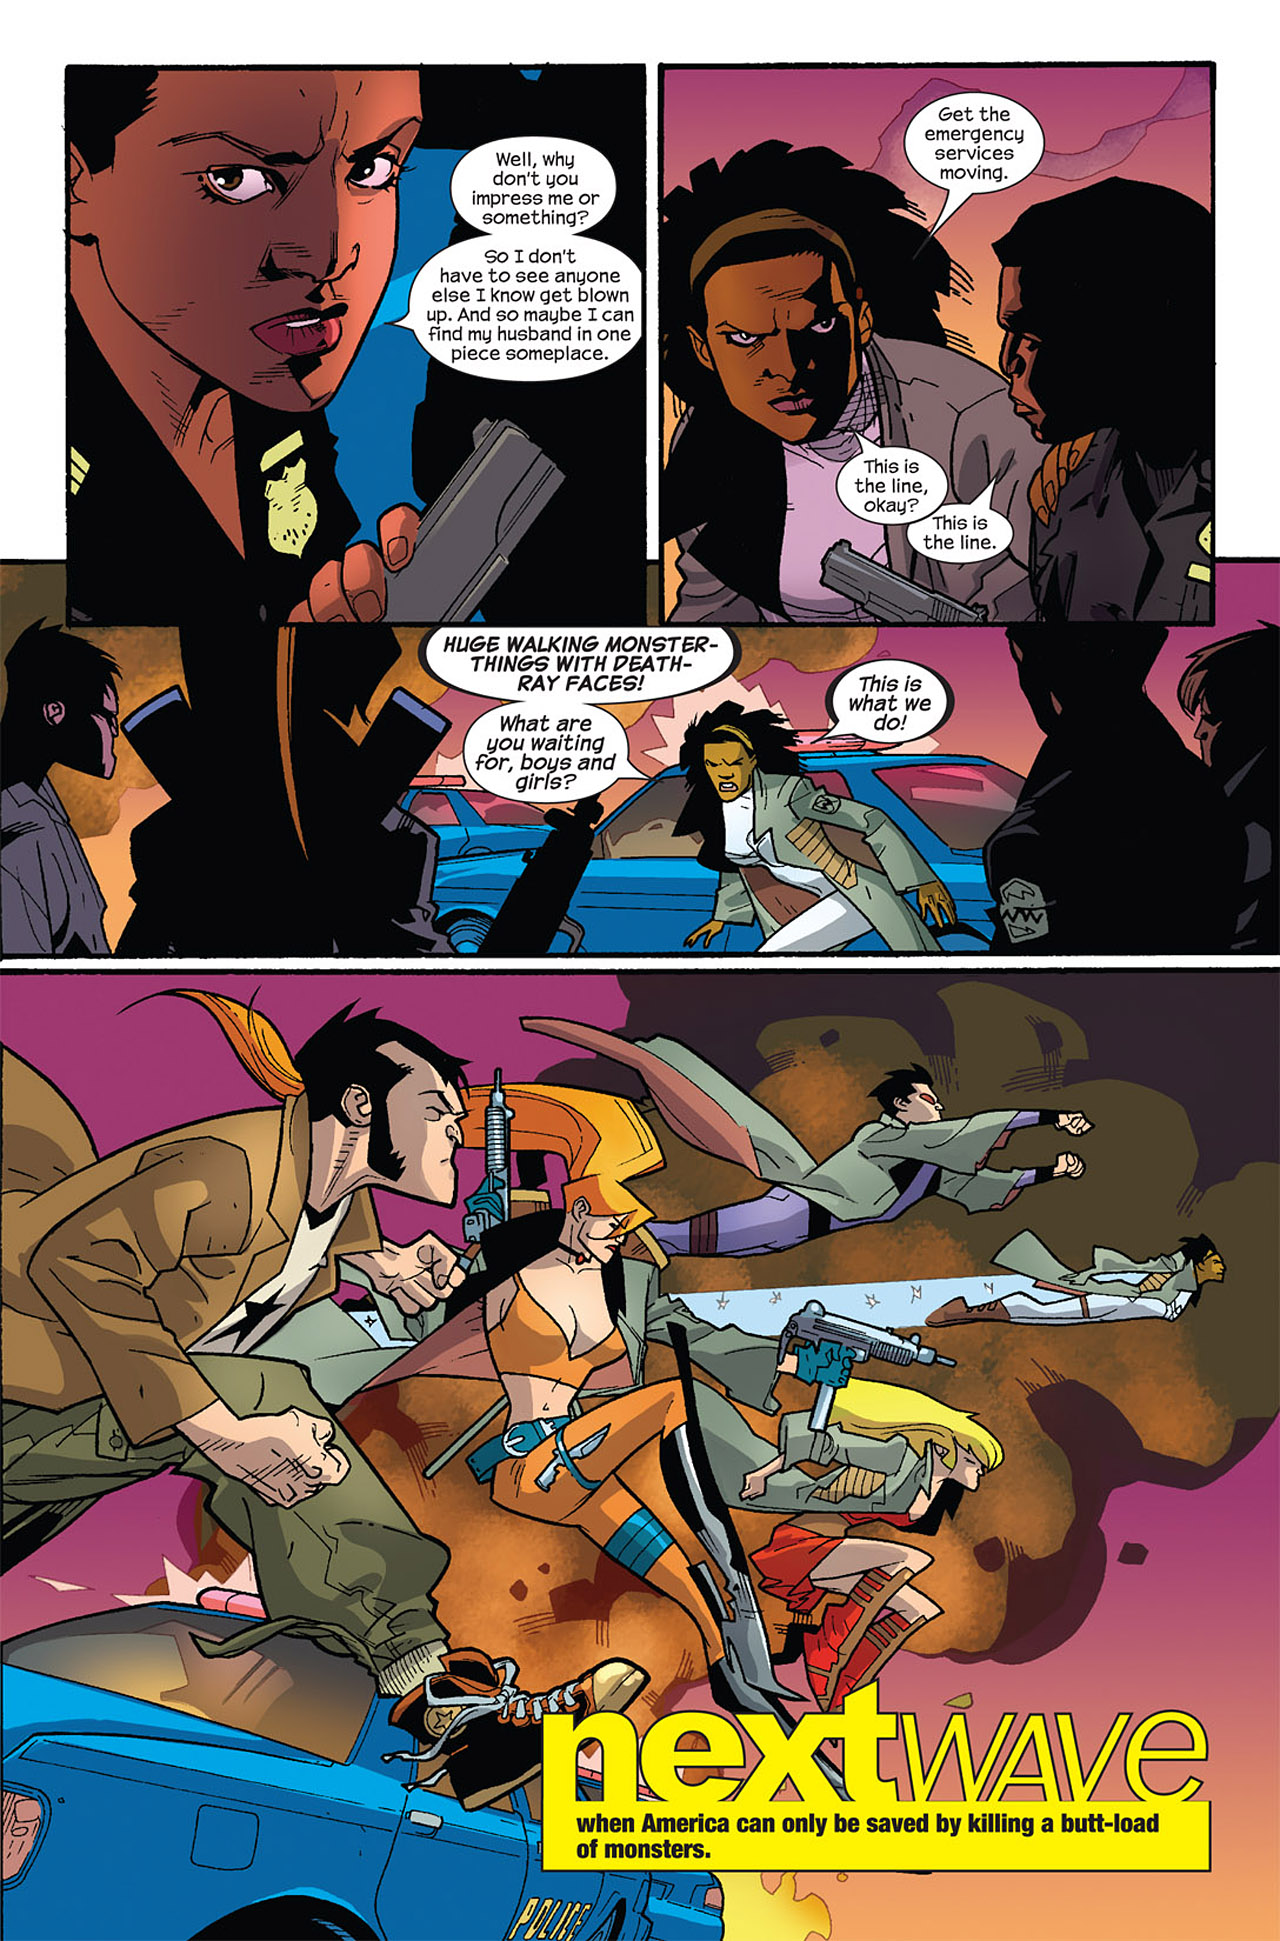 Well, why
don't you
impress me or
something?
So I don't
have to see anyone
else I know get blown
up. And so maybe I can
find my husband in one
piece someplace.
Get the
emergency
services
moving.
This is
the line,
okay?
This is
the line.
HUGE WALKING MONSTER-
THINGS WITH DEATH-
RAY FACES!
What are
you waiting
for, boys and
girls?
This is
what we
do!
nextWAVe
when America can only be saved by killing a butt-load
of monsters.
POLICE